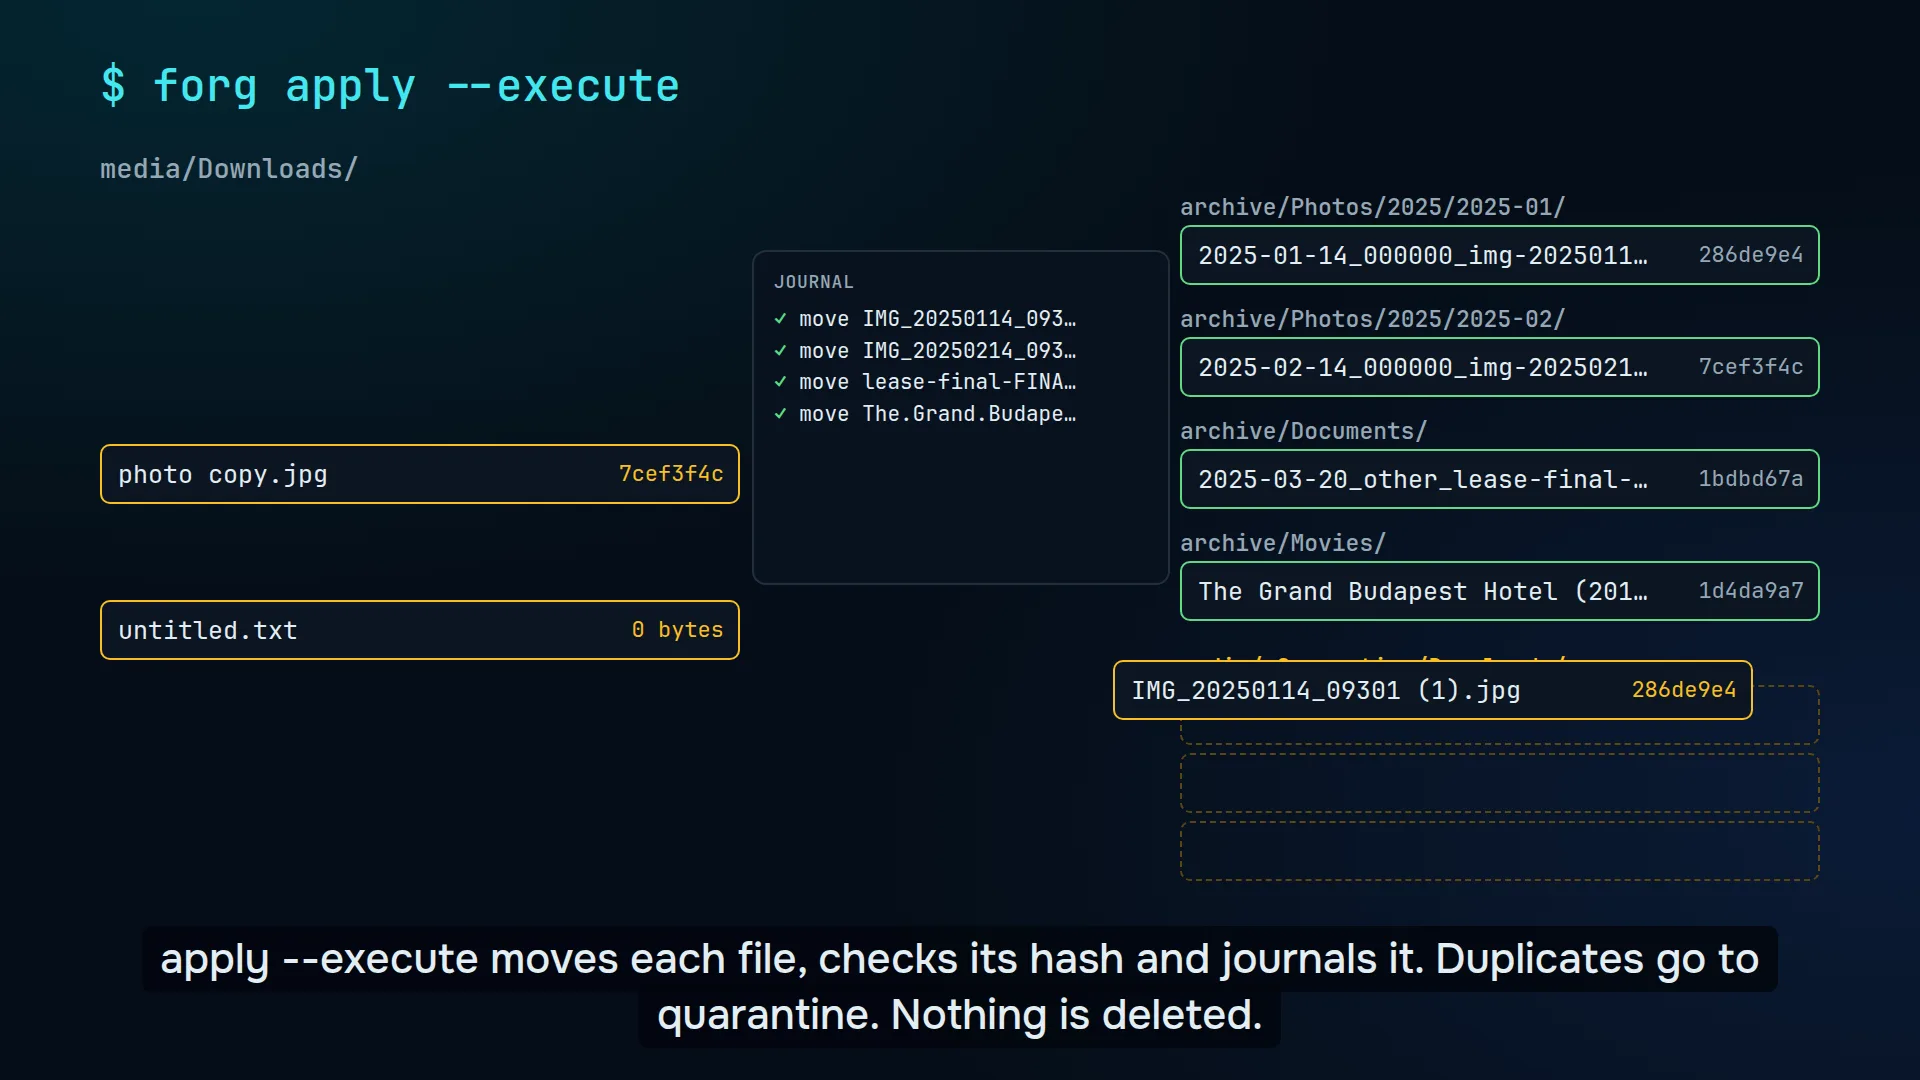 $ forg apply --execute
media/Downloads/
photo copy.jpg 7cef3f4c
untitled.txt 0 bytes
JOURNAL
✓ move IMG_20250114_093…
✓ move IMG_20250214_093…
✓ move lease-final-FINA…
✓ move The.Grand.Budape…
archive/Photos/2025/2025-01/
2025-01-14_000000_img-2025011… 286de9e4
archive/Photos/2025/2025-02/
2025-02-14_000000_img-2025021… 7cef3f4c
archive/Documents/
2025-03-20_other_lease-final-… 1bdbd67a
archive/Movies/
The Grand Budapest Hotel (201… 1d4da9a7
IMG_20250114_09301 (1).jpg 286de9e4
apply --execute moves each file, checks its hash and journals it. Duplicates go to
quarantine. Nothing is deleted.